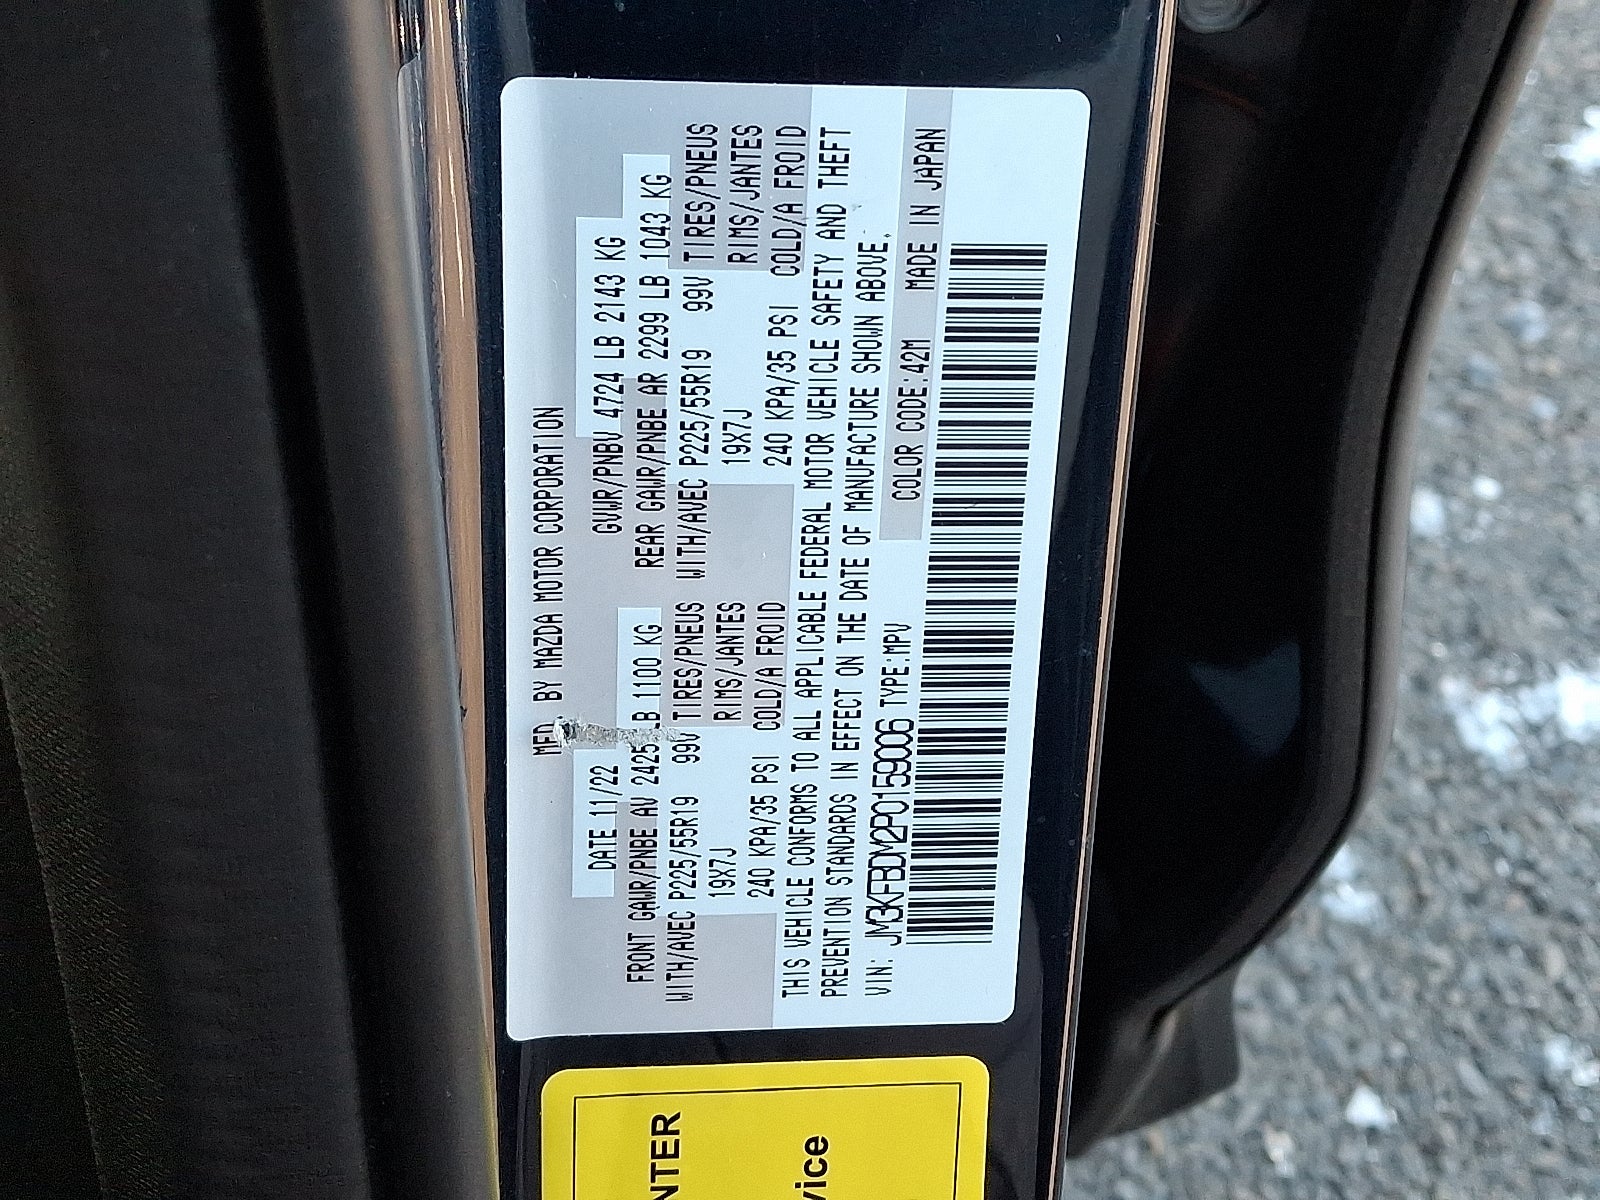 MFD BY MAZDA MOTOR CORPORATION
DATE 11/22 GVWR/PNBV 4724 LB 2143 KG
FRONT GAWR/PNBE AV 2425 LB 1100 KG REAR GAWR/PNBE AR 2299 LB 1043 KG
WITH/AVEC P225/55R19 99V TIRES/PNEUS WITH/AVEC P225/55R19 99V TIRES/PNEUS
19X7J RIMS/JANTES 19X7J RIMS/JANTES
240 KPA/35 PSI COLD/A FROID 240 KPA/35 PSI COLD/A FROID
THIS VEHICLE CONFORMS TO ALL APPLICABLE FEDERAL MOTOR VEHICLE SAFETY AND THEFT
PREVENTION STANDARDS IN EFFECT ON THE DATE OF MANUFACTURE SHOWN ABOVE.
VIN: JM3KFBDM2P0159006 TYPE:MPV COLOR CODE:42M MADE IN JAPAN
NTER
vice